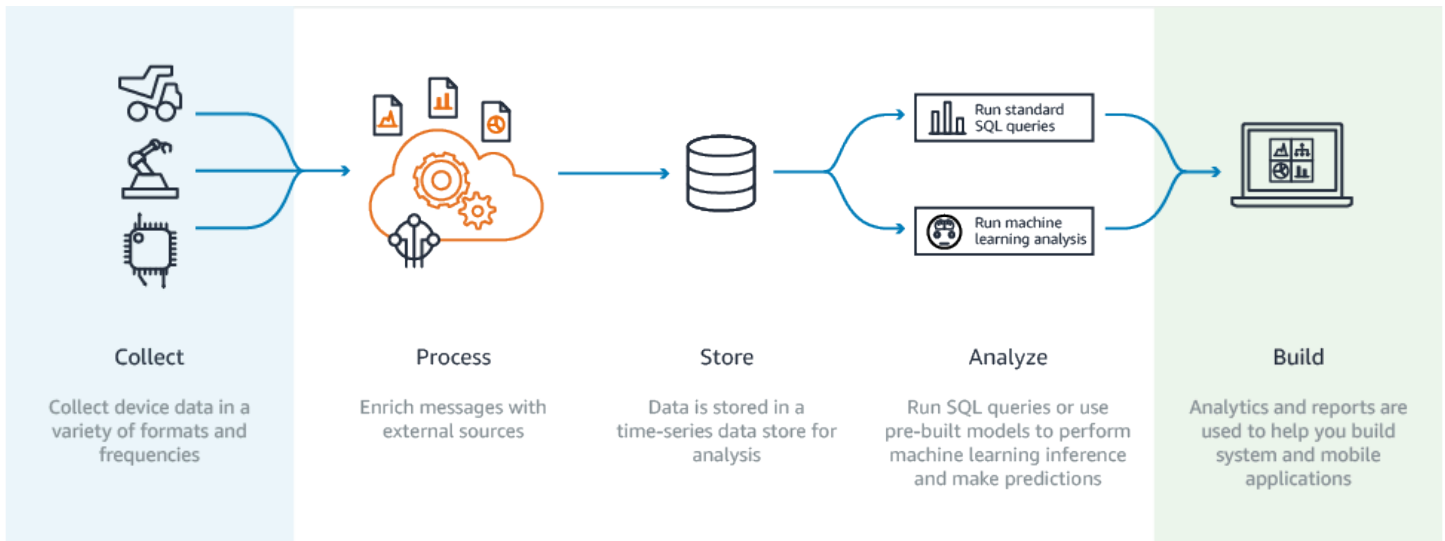 Run standard
SQL queries
Run machine
learning analysis
Collect
Process
Store
Analyze
Build
Collect device data in a
variety of formats and
frequencies
Enrich messages with
external sources
Data is stored in a
time-series data store for
analysis
Run SQL queries or use
pre-built models to perform
machine learning inference
and make predictions
Analytics and reports are
used to help you build
system and mobile
applications